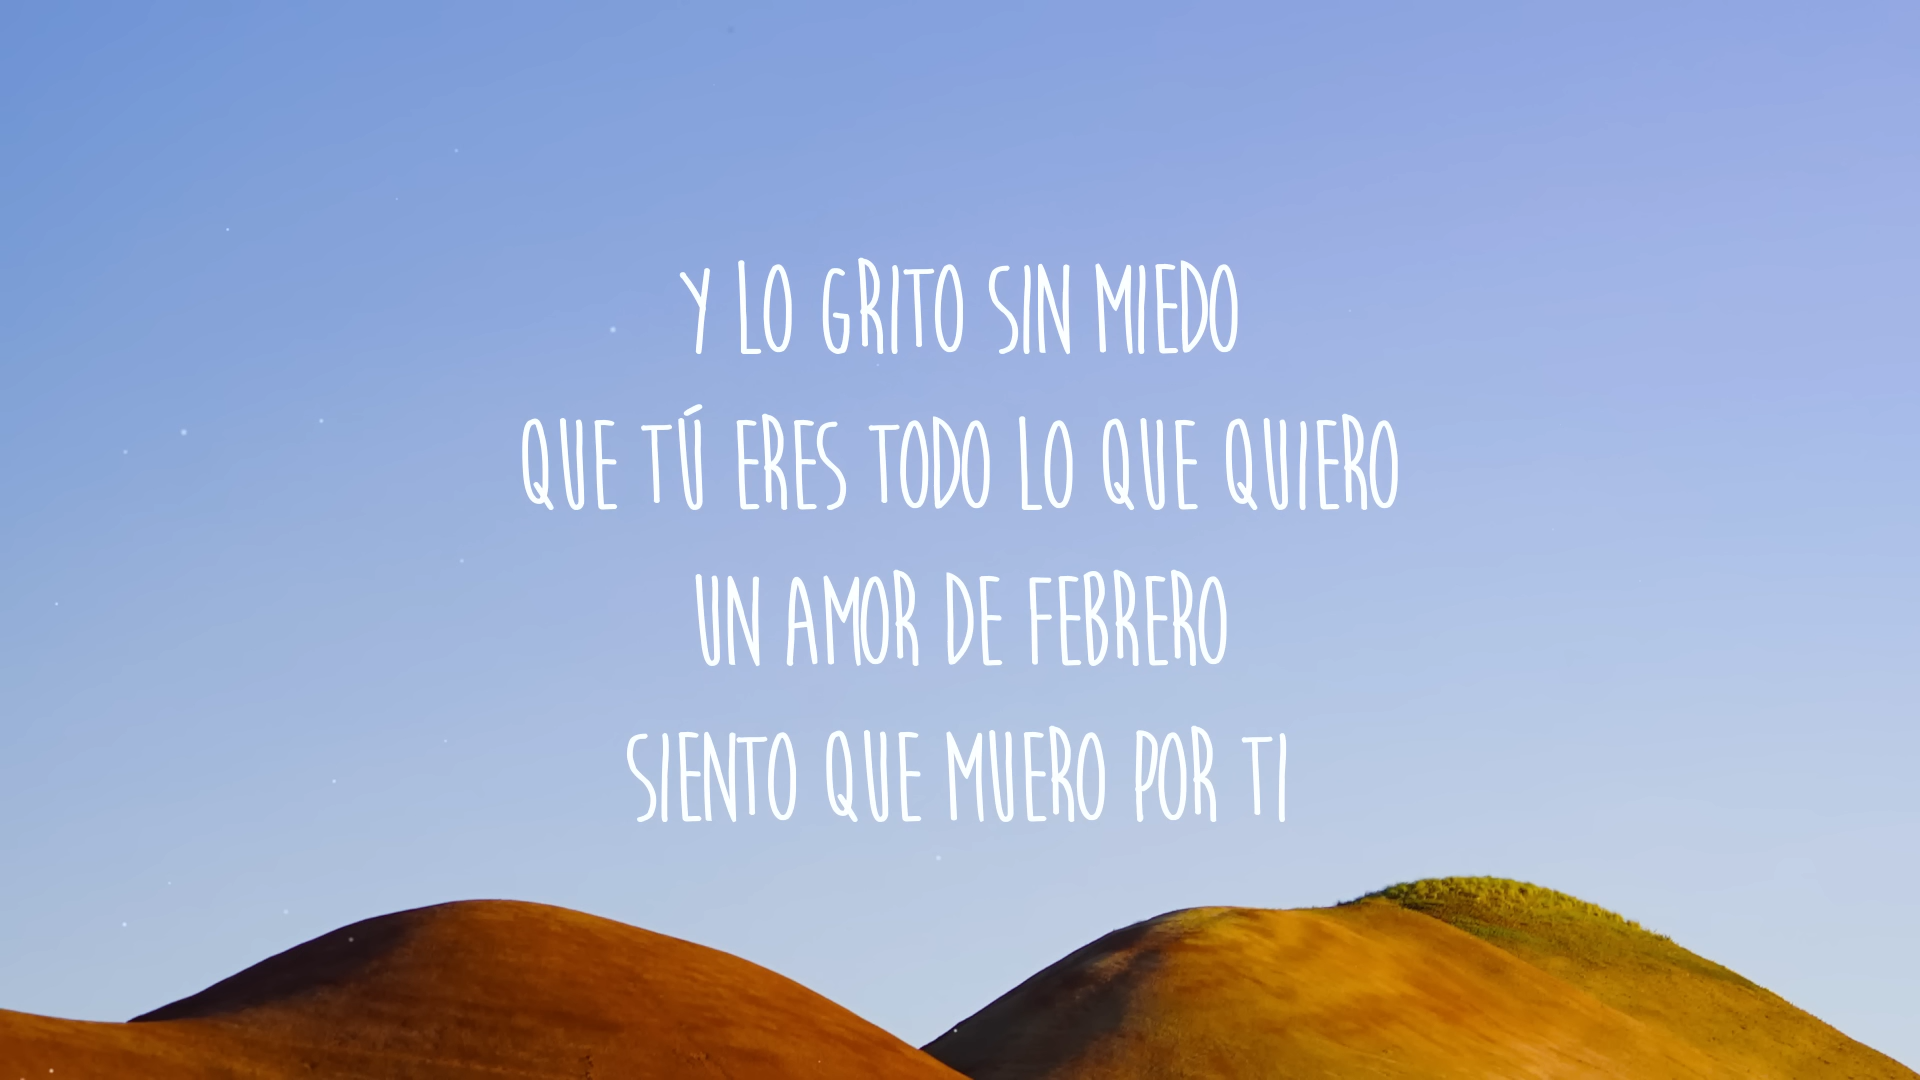 Y LO GRITO SIN MIEDO
QUE TÚ ERES TODO LO QUE QUIERO
UN AMOR DE FEBRERO
SIENTO QUE MUERO POR TI